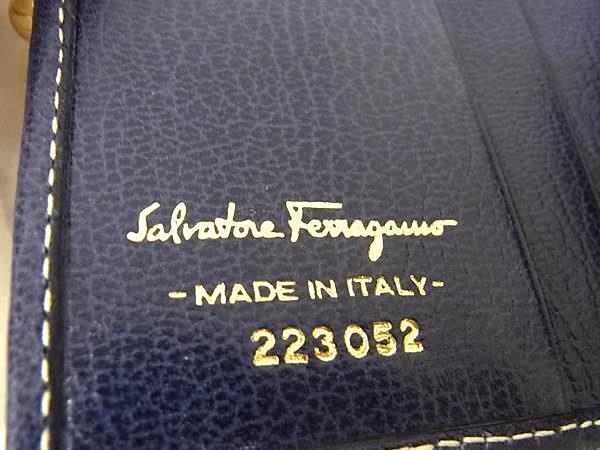 Salvatore Ferragamo
- MADE IN ITALY -
223052